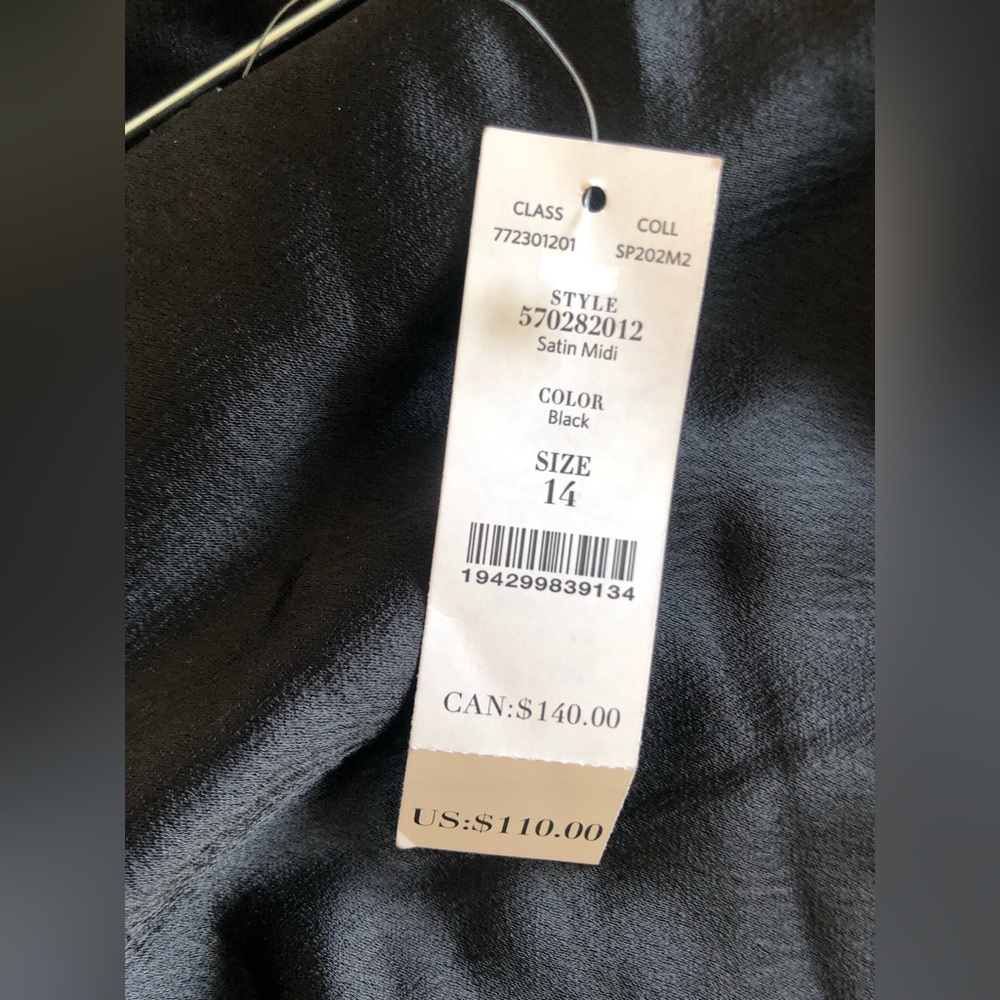 CLASS
772301201
COLL
SP202M2
STYLE
570282012
Satin Midi
COLOR
Black
SIZE
14
194299839134
CAN:$140.00
US:$110.00